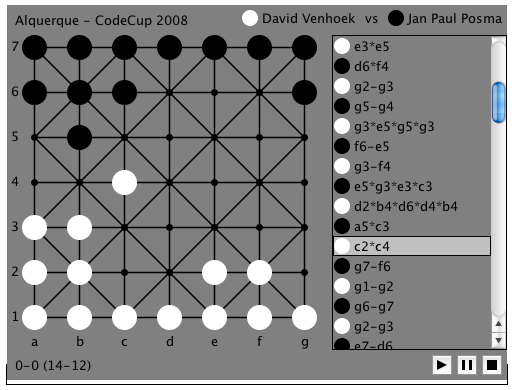 Alquerque - CodeCup 2008
David Venhoek vs Jan Paul Posma
7
6
5
4
3
2
1
a b c d e f g
0-0 (14-12)
e3*e5
d6*f4
g2-g3
g5-g4
g3*e5*g5*g3
f6-e5
g3-f4
e5*g3*e3*c3
d2*b4*d6*d4*b4
a5*c3
c2*c4
g7-f6
g1-g2
g6-g7
g2-g3
e7-d6